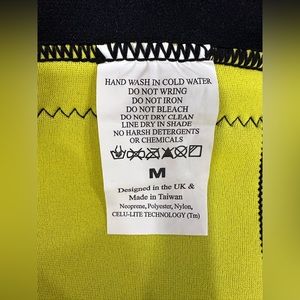 HAND WASH IN COLD WATER
DO NOT WRING
DO NOT IRON
DO NOT BLEACH
DO NOT DRY CLEAN
LINE DRY IN SHADE
NO HARSH DETERGENTS
OR CHEMICALS
M
Designed in the UK &
Made in Taiwan
Neoprene, Polyester, Nylon,
CELU-LITE TECHNOLOGY (Tm)